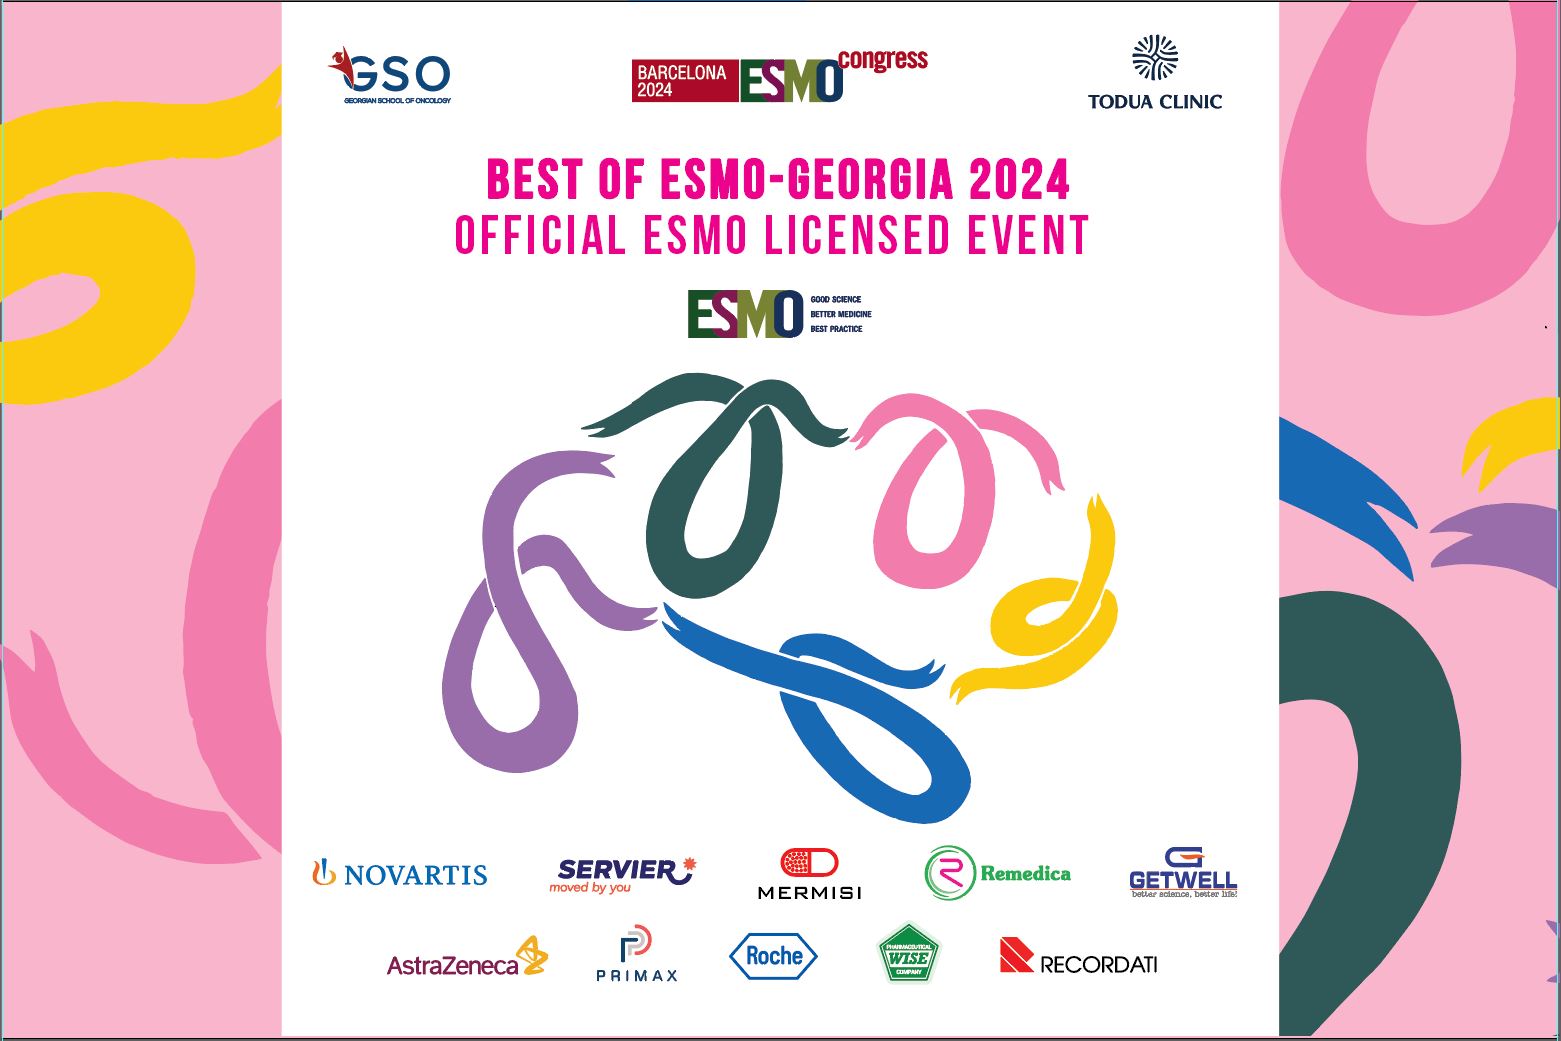 GSO
GEORGIAN SCHOOL OF ONCOLOGY
BARCELONA
2024
ESMO congress
TODUA CLINIC
BEST OF ESMO-GEORGIA 2024
OFFICIAL ESMO LICENSED EVENT
ESMO
GOOD SCIENCE
BETTER MEDICINE
BEST PRACTICE
NOVARTIS
SERVIER
moved by you
MERMISI
Remedica
GETWELL
better science, better life!
AstraZeneca
PRIMAX
Roche
PHARMACEUTICAL
WISE
COMPANY
RECORDATI